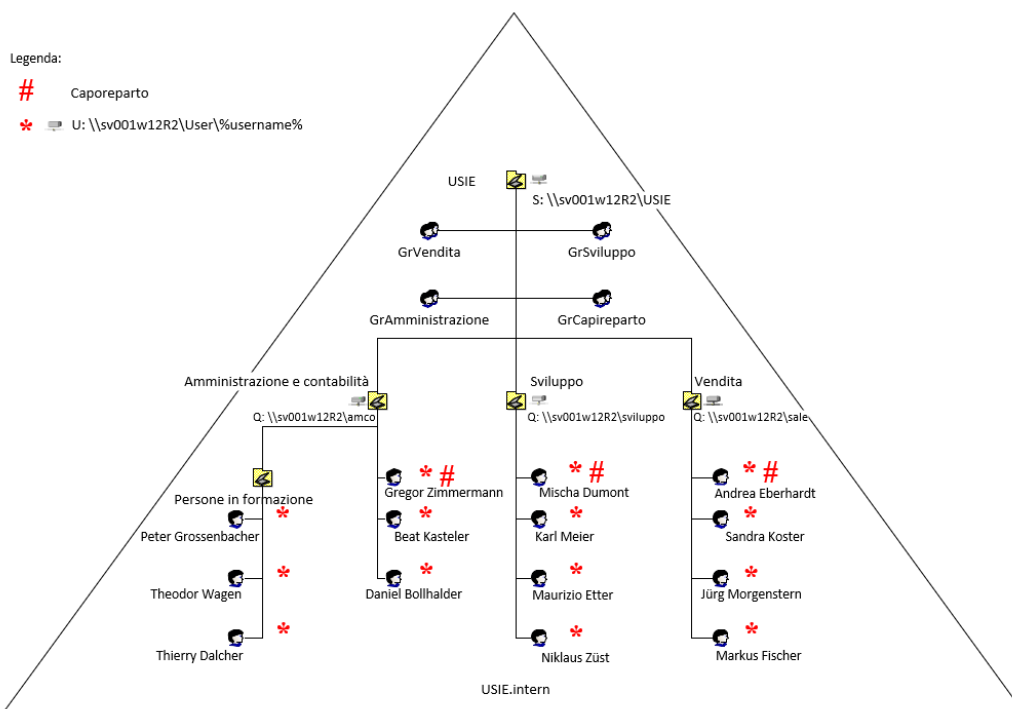 Legenda:
# Caporeparto
* U: \\sv001w12R2\User\%username%
USIE
S: \\sv001w12R2\USIE
GrVendita GrSviluppo
GrAmministrazione GrCapireparto
Amministrazione e contabilità Sviluppo Vendita
Q: \\sv001w12R2\amco Q: \\sv001w12R2\sviluppo Q: \\sv001w12R2\sale
* # * # * #
Gregor Zimmermann Mischa Dumont Andrea Eberhardt
Persone in formazione
* * * *
Peter Grossenbacher Beat Kasteler Karl Meier Sandra Koster
* * * *
Theodor Wagen Daniel Bollhalder Maurizio Etter Jürg Morgenstern
* * *
Thierry Dalcher Niklaus Züst Markus Fischer
USIE.intern